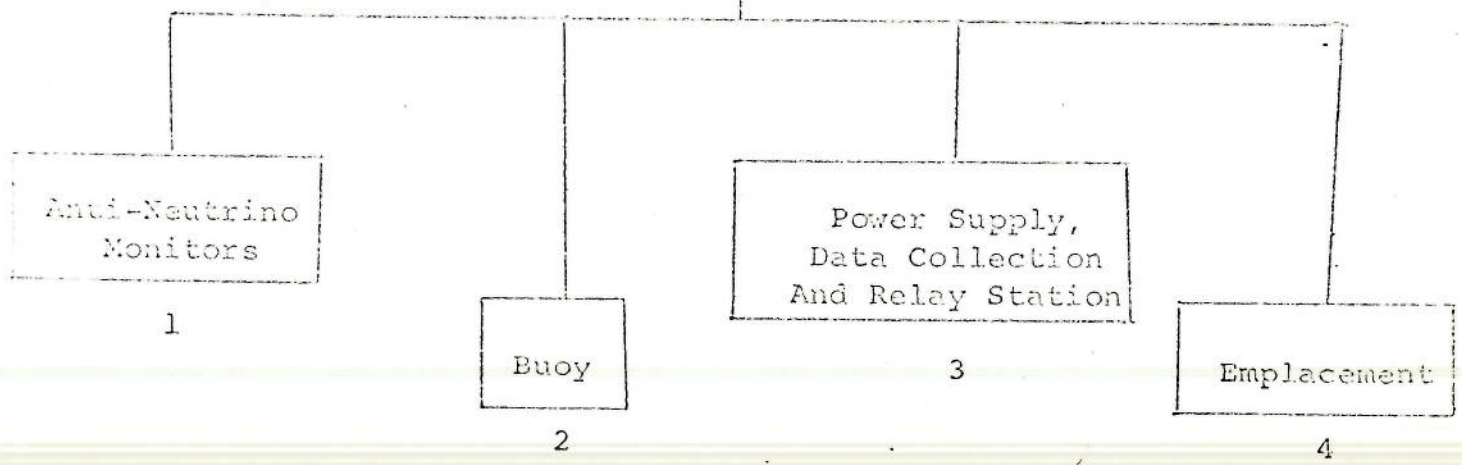 Anti-Neutrino
Monitors
1
Buoy
2
Power Supply,
Data Collection
And Relay Station
3
Emplacement
4